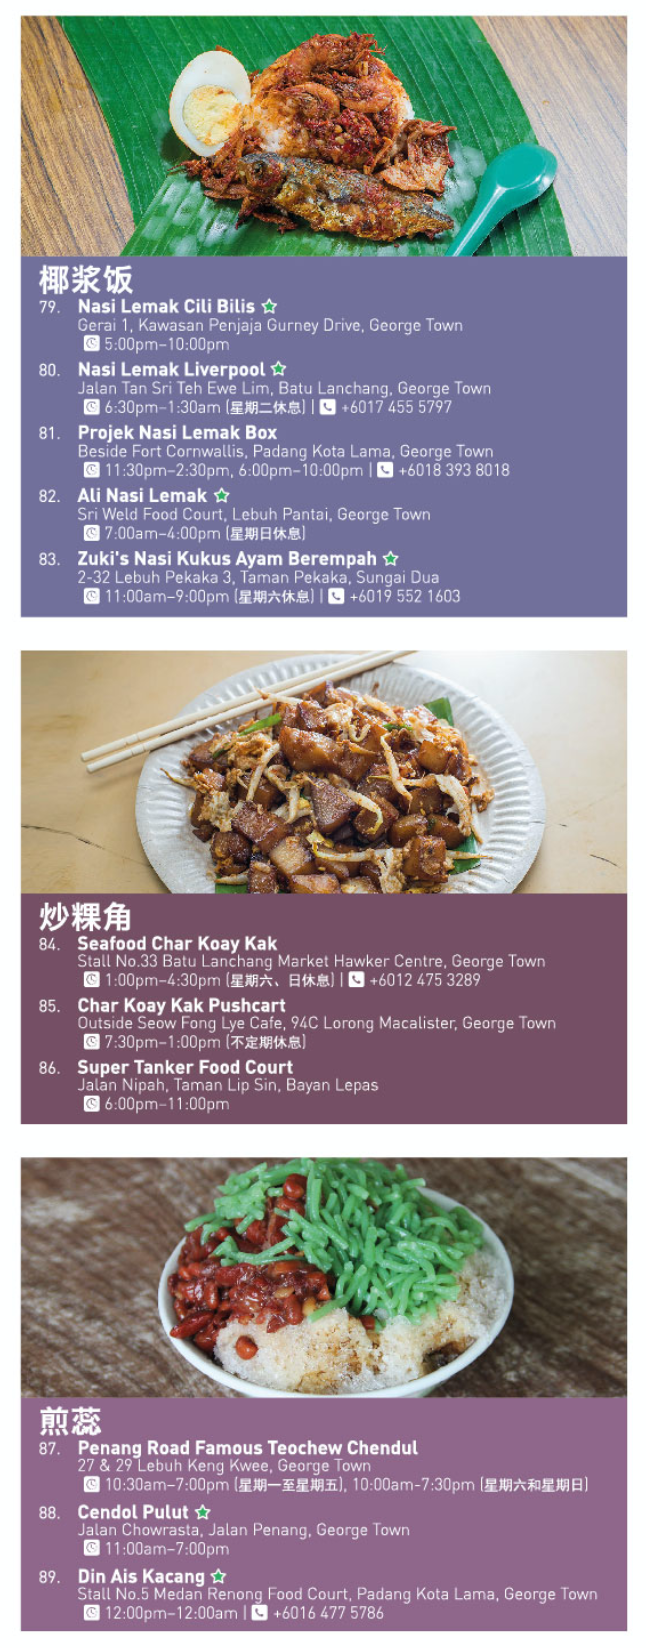 椰浆饭
79. Nasi Lemak Cili Bilis
Gerai 1, Kawasan Penjaja Gurney Drive, George Town
5:00pm–10:00pm
80. Nasi Lemak Liverpool
Jalan Tan Sri Teh Ewe Lim, Batu Lanchang, George Town
6:30pm–1:30am (星期二休息) | +6017 455 5797
81. Projek Nasi Lemak Box
Beside Fort Cornwallis, Padang Kota Lama, George Town
11:30pm–2:30pm, 6:00pm–10:00pm | +6018 393 8018
82. Ali Nasi Lemak
Sri Weld Food Court, Lebuh Pantai, George Town
7:00am–4:00pm (星期日休息)
83. Zuki's Nasi Kukus Ayam Berempah
2-32 Lebuh Pekaka 3, Taman Pekaka, Sungai Dua
11:00am–9:00pm (星期六休息) | +6019 552 1603
炒粿角
84. Seafood Char Koay Kak
Stall No.33 Batu Lanchang Market Hawker Centre, George Town
1:00pm–4:30pm (星期六、日休息) | +6012 475 3289
85. Char Koay Kak Pushcart
Outside Seow Fong Lye Cafe, 94C Lorong Macalister, George Town
7:30pm–1:00pm (不定期休息)
86. Super Tanker Food Court
Jalan Nipah, Taman Lip Sin, Bayan Lepas
6:00pm–11:00pm
煎蕊
87. Penang Road Famous Teochew Chendul
27 & 29 Lebuh Keng Kwee, George Town
10:30am–7:00pm (星期一至星期五), 10:00am-7:30pm (星期六和星期日)
88. Cendol Pulut
Jalan Chowrasta, Jalan Penang, George Town
11:00am–7:00pm
89. Din Ais Kacang
Stall No.5 Medan Renong Food Court, Padang Kota Lama, George Town
12:00pm–12:00am | +6016 477 5786